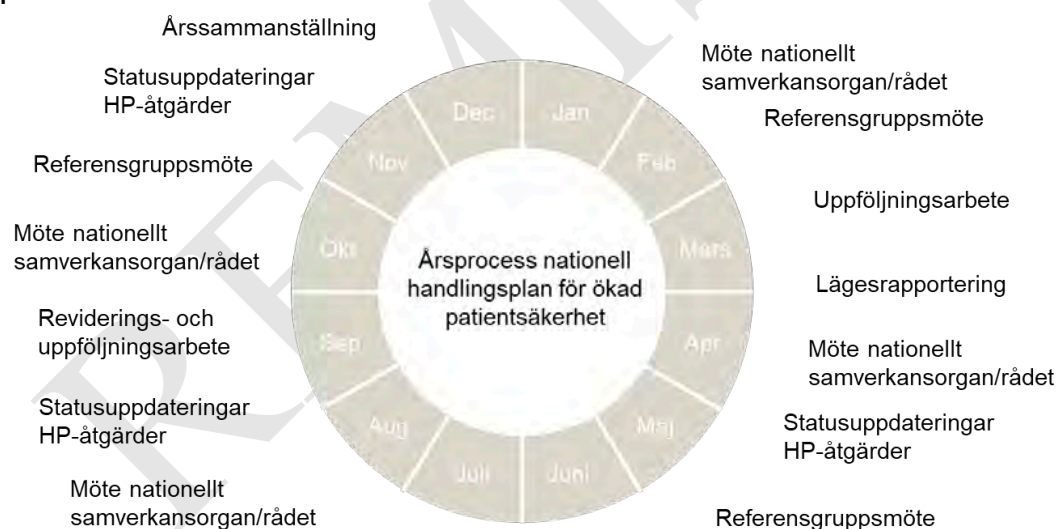 Årssammanställning
Statusuppdateringar
HP-åtgärder
Referensgruppsmöte
Möte nationellt
samverkansorgan/rådet
Reviderings- och
uppföljningsarbete
Statusuppdateringar
HP-åtgärder
Möte nationellt
samverkansorgan/rådet
Dec
Jan
Nov
Feb
Okt
Mars
Årsprocess nationell
handlingsplan för ökad
patientsäkerhet
Sep
Apr
Aug
Maj
Juli
Juni
Möte nationellt
samverkansorgan/rådet
Referensgruppsmöte
Uppföljningsarbete
Lägesrapportering
Möte nationellt
samverkansorgan/rådet
Statusuppdateringar
HP-åtgärder
Referensgruppsmöte